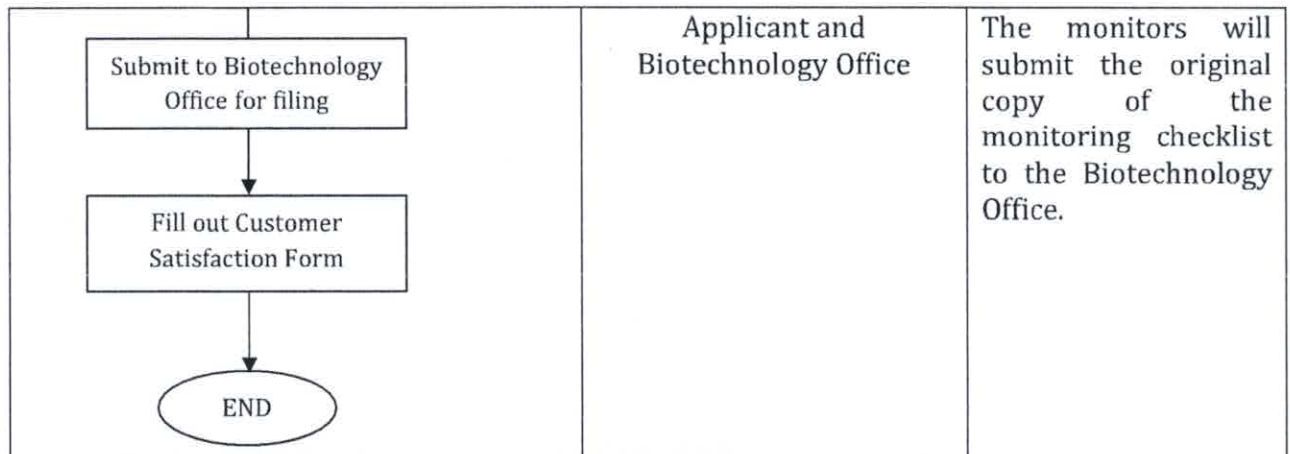 Submit to Biotechnology
Office for filing
Fill out Customer
Satisfaction Form
END
Applicant and
Biotechnology Office
The monitors will
submit the original
copy of the
monitoring checklist
to the Biotechnology
Office.